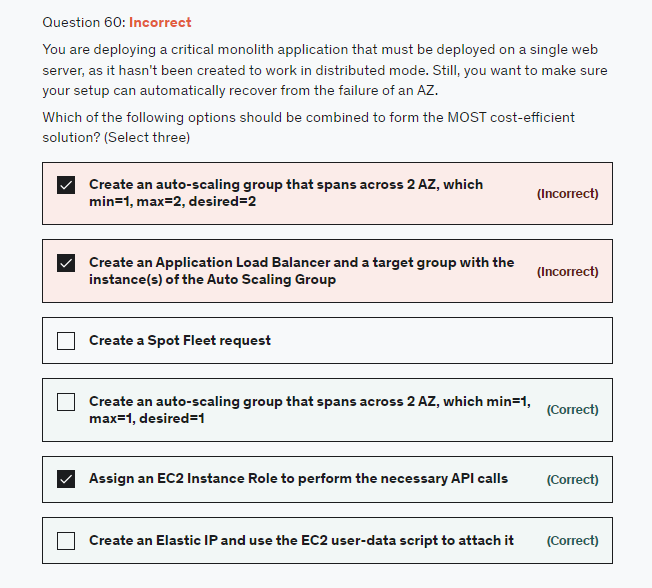 Question 60: Incorrect
You are deploying a critical monolith application that must be deployed on a single web
server, as it hasn't been created to work in distributed mode. Still, you want to make sure
your setup can automatically recover from the failure of an AZ.
Which of the following options should be combined to form the MOST cost-efficient
solution? (Select three)
Create an auto-scaling group that spans across 2 AZ, which
min=1, max=2, desired=2
(Incorrect)
Create an Application Load Balancer and a target group with the
instance(s) of the Auto Scaling Group
(Incorrect)
Create a Spot Fleet request
Create an auto-scaling group that spans across 2 AZ, which min=1,
max=1, desired=1
(Correct)
Assign an EC2 Instance Role to perform the necessary API calls
(Correct)
Create an Elastic IP and use the EC2 user-data script to attach it
(Correct)